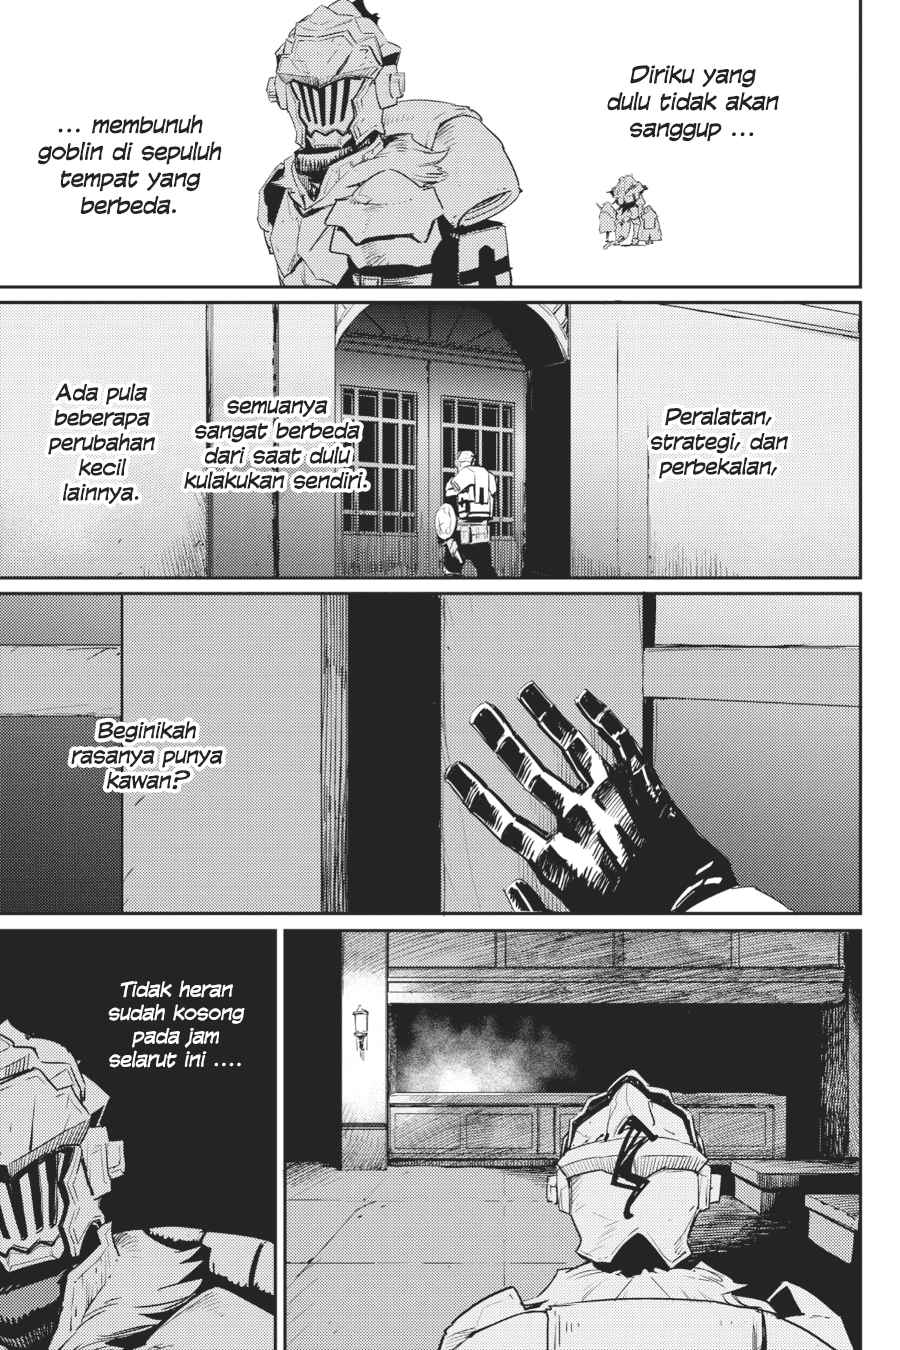 Diriku yang
dulu tidak akan
sanggup ...
... membunuh
goblin di sepuluh
tempat yang
berbeda.
Peralatan,
strategi, dan
perbekalan,
semuanya
sangat berbeda
dari saat dulu
kulakukan sendiri.
Ada pula
beberapa
perubahan
kecil
lainnya.
Beginikah
rasanya punya
kawan?
Tidak heran
sudah kosong
pada jam
selarut ini ....